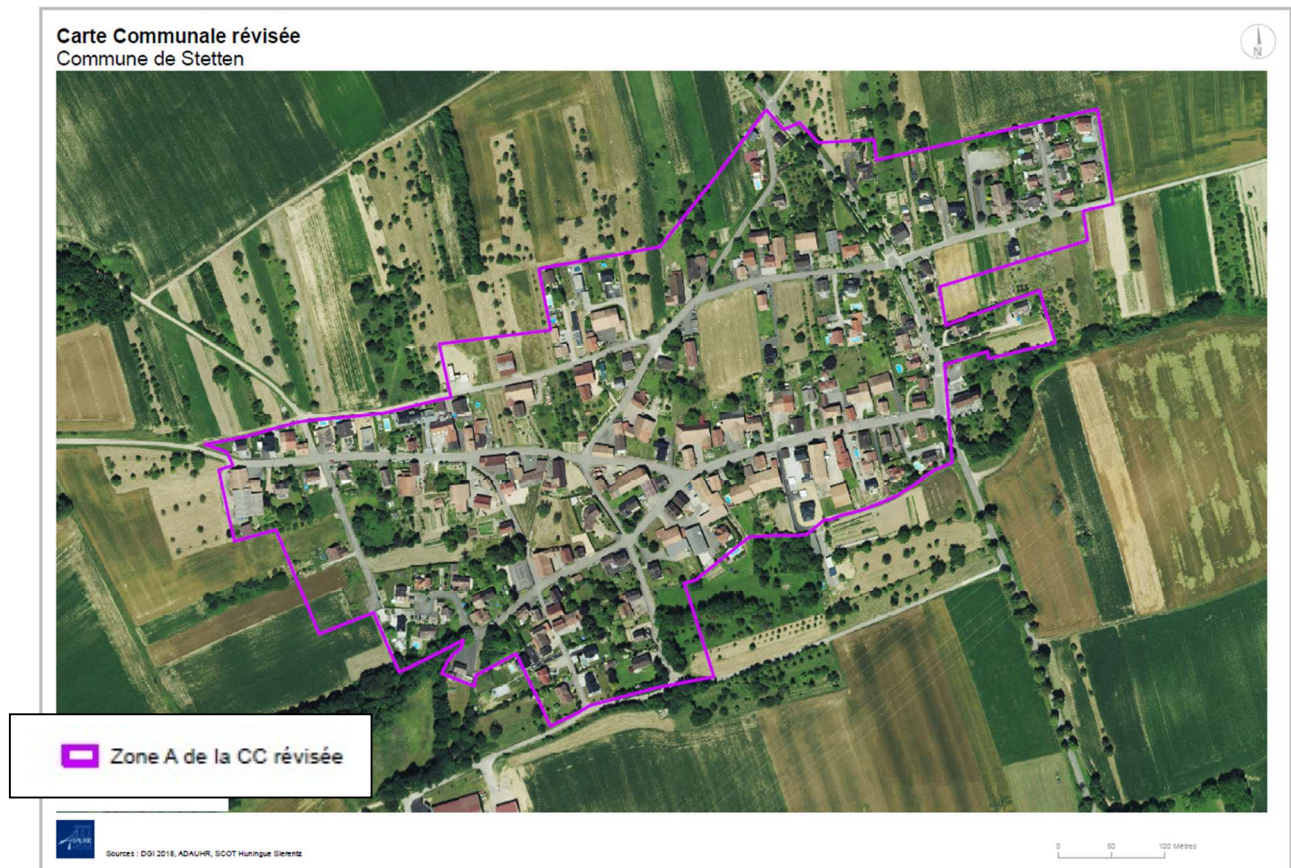 Carte Communale révisée
Commune de Stetten
N
Zone A de la CC révisée
ADAUHR
Sources : DGI 2018, ADAUHR, SCOT Huningue Sierentz
0 50 100 Mètres